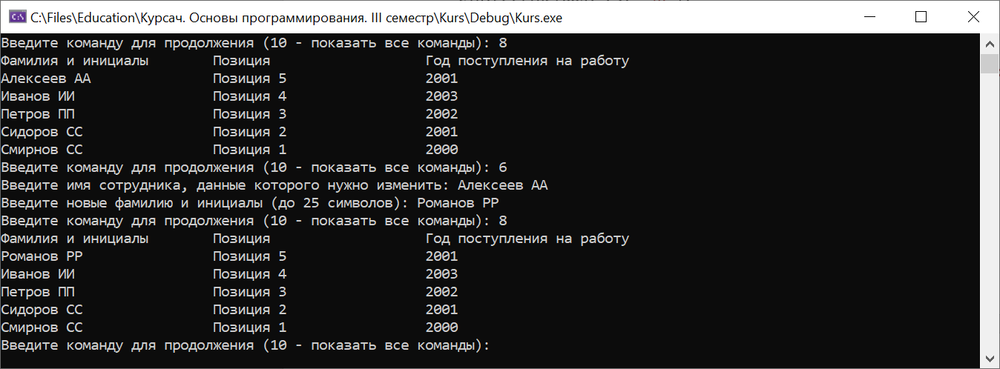 C:\Files\Education\Курсач. Основы программирования. III семестр\Kurs\Debug\Kurs.exe
Введите команду для продолжения (10 - показать все команды): 8
Фамилия и инициалы Позиция Год поступления на работу
Алексеев АА Позиция 5 2001
Иванов ИИ Позиция 4 2003
Петров ПП Позиция 3 2002
Сидоров СС Позиция 2 2001
Смирнов СС Позиция 1 2000
Введите команду для продолжения (10 - показать все команды): 6
Введите имя сотрудника, данные которого нужно изменить: Алексеев АА
Введите новые фамилию и инициалы (до 25 символов): Романов РР
Введите команду для продолжения (10 - показать все команды): 8
Фамилия и инициалы Позиция Год поступления на работу
Романов РР Позиция 5 2001
Иванов ИИ Позиция 4 2003
Петров ПП Позиция 3 2002
Сидоров СС Позиция 2 2001
Смирнов СС Позиция 1 2000
Введите команду для продолжения (10 - показать все команды):